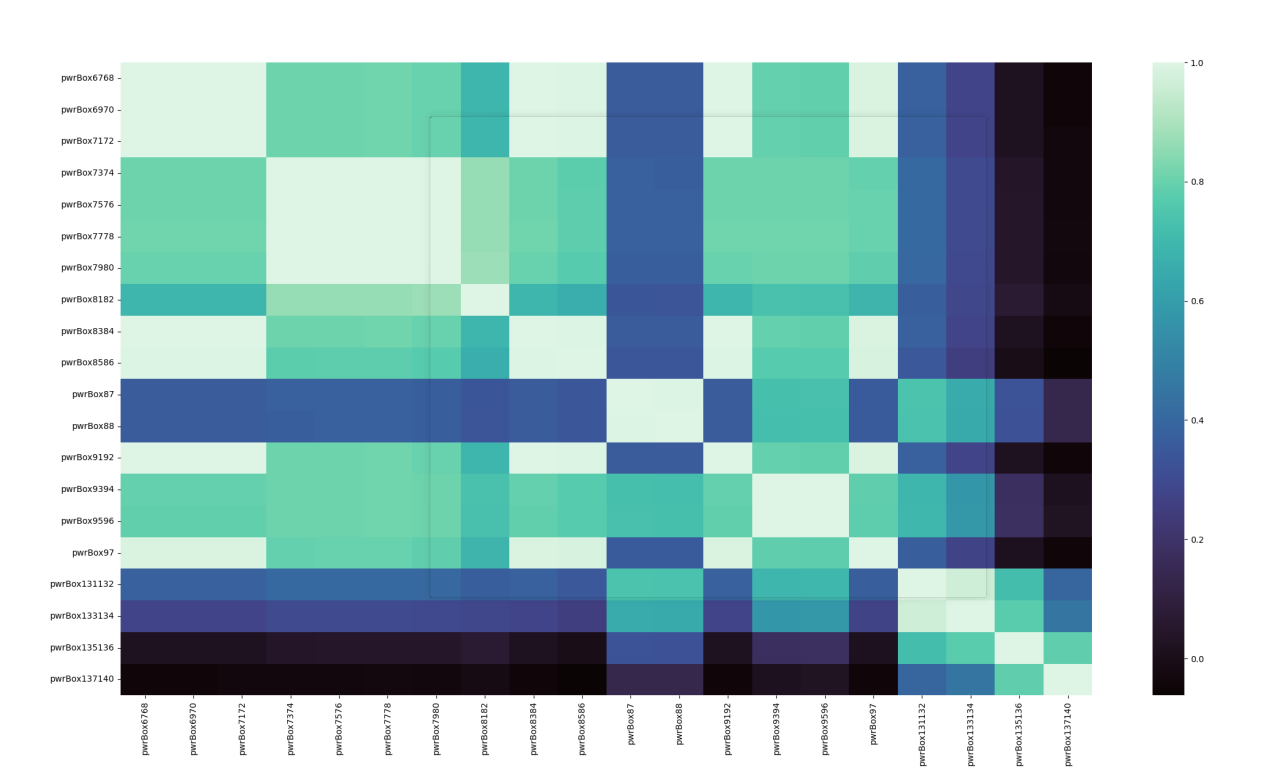 pwrBox6768
pwrBox6970
pwrBox7172
pwrBox7374
pwrBox7576
pwrBox7778
pwrBox7980
pwrBox8182
pwrBox8384
pwrBox8586
pwrBox87
pwrBox88
pwrBox9192
pwrBox9394
pwrBox9596
pwrBox97
pwrBox131132
pwrBox133134
pwrBox135136
pwrBox137140
pwrBox6768
pwrBox6970
pwrBox7172
pwrBox7374
pwrBox7576
pwrBox7778
pwrBox7980
pwrBox8182
pwrBox8384
pwrBox8586
pwrBox87
pwrBox88
pwrBox9192
pwrBox9394
pwrBox9596
pwrBox97
pwrBox131132
pwrBox133134
pwrBox135136
pwrBox137140
1.0
0.8
0.6
0.4
0.2
0.0